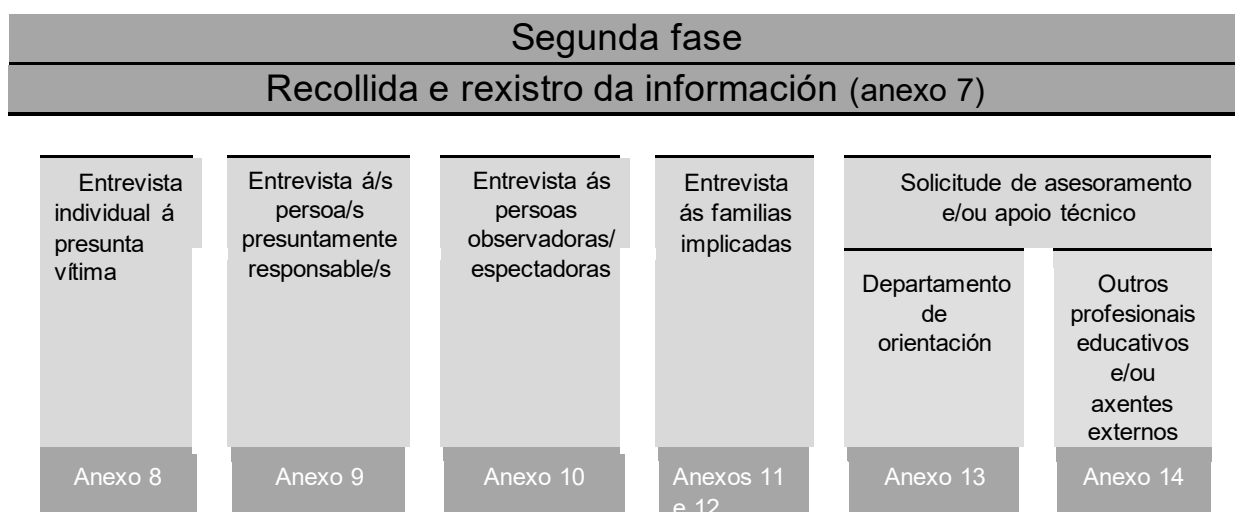 Segunda fase
Recollida e rexistro da información (anexo 7)
Entrevista
individual á
presunta
vítima
Anexo 8
Entrevista á/s
persoa/s
presuntamente
responsable/s
Anexo 9
Entrevista ás
persoas
observadoras/
espectadoras
Anexo 10
Entrevista
ás familias
implicadas
Anexos 11
e 12
Solicitude de asesoramento
e/ou apoio técnico
Departamento
de
orientación
Anexo 13
Outros
profesionais
educativos
e/ou
axentes
externos
Anexo 14